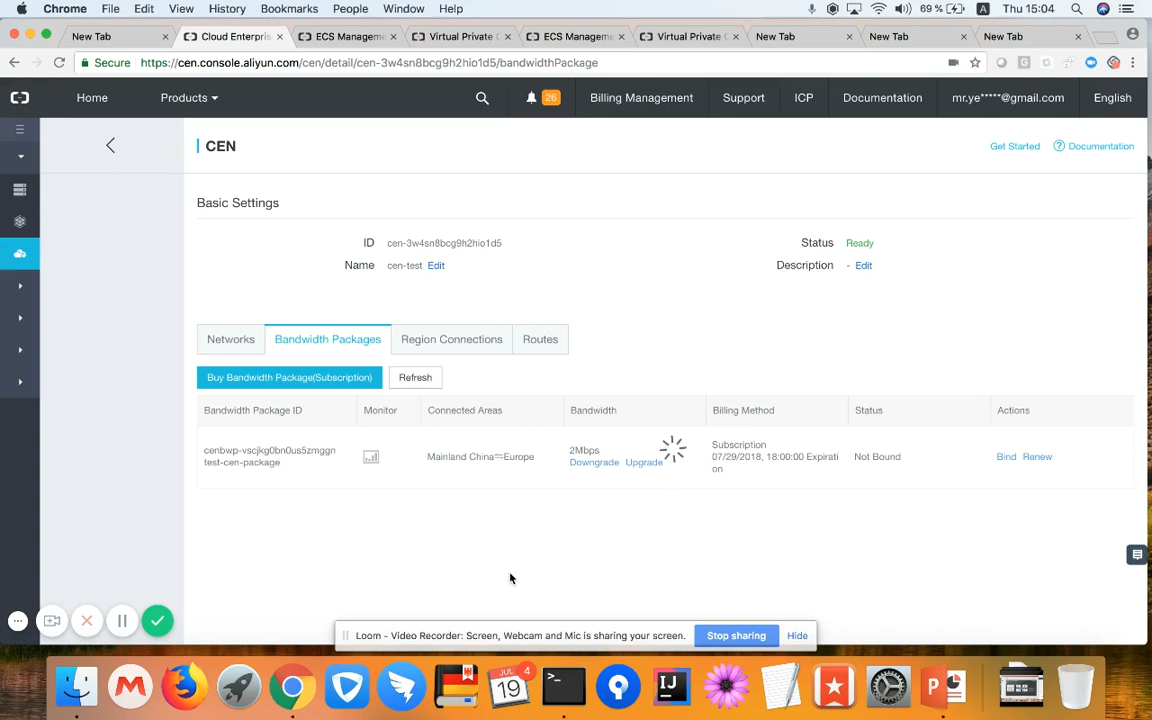 Chrome File Edit View History Bookmarks People Window Help 69 % A Thu 15:04
New Tab Cloud Enterpris ECS Manageme Virtual Private C ECS Manageme Virtual Private C New Tab New Tab New Tab
Secure https://cen.console.aliyun.com/cen/detail/cen-3w4sn8bcg9h2hio1d5/bandwidthPackage
Home Products 26 Billing Management Support ICP Documentation mr.ye*****@gmail.com English
CEN
Get Started Documentation
Basic Settings
ID cen-3w4sn8bcg9h2hio1d5 Status Ready
Name cen-test Edit Description - Edit
Networks Bandwidth Packages Region Connections Routes
Buy Bandwidth Package(Subscription) Refresh
Bandwidth Package ID Monitor Connected Areas Bandwidth Billing Method Status Actions
cenbwp-vscjkg0bn0us5zmggn
test-cen-package
Mainland China⇋Europe
2Mbps
Downgrade Upgrade
Subscription
07/29/2018, 18:00:00 Expirati
on
Not Bound
Bind Renew
Loom - Video Recorder: Screen, Webcam and Mic is sharing your screen. Stop sharing Hide
JUL 4
19
IJ
P